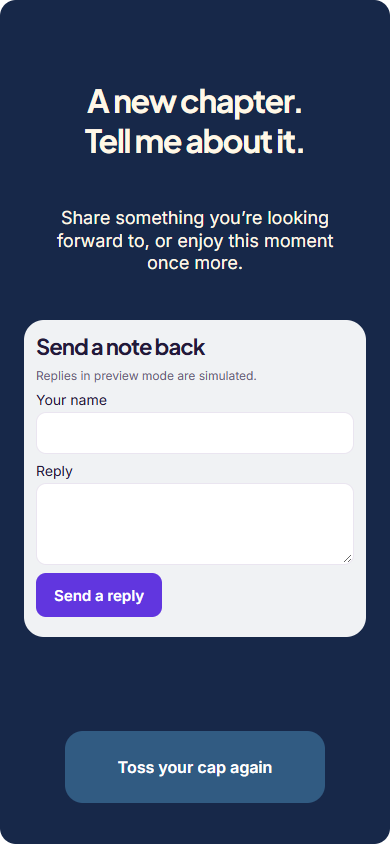 A new chapter.
Tell me about it.
Share something you’re looking
forward to, or enjoy this moment
once more.
Send a note back
Replies in preview mode are simulated.
Your name
Reply
Send a reply
Toss your cap again